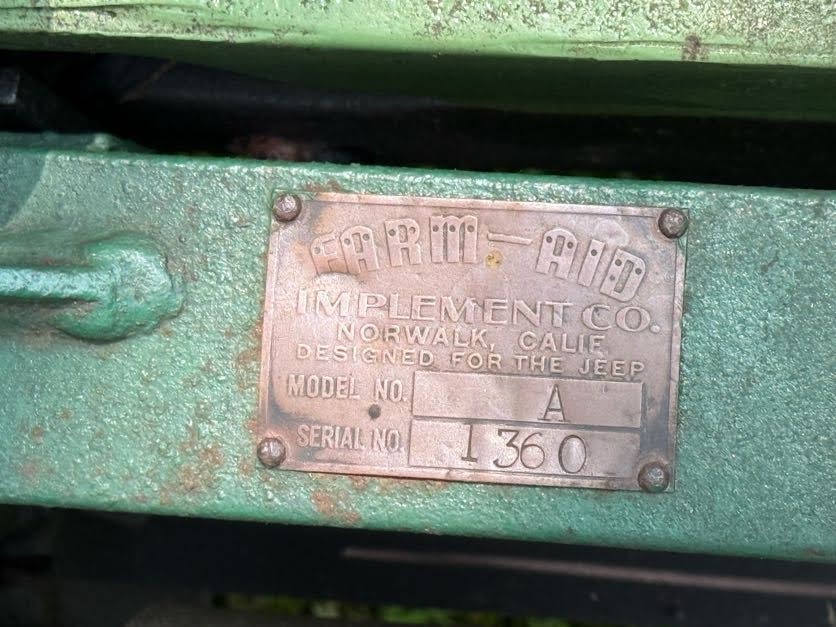 FARM-AID
IMPLEMENT CO.
NORWALK, CALIF
DESIGNED FOR THE JEEP
MODEL NO. A
SERIAL NO. 1360